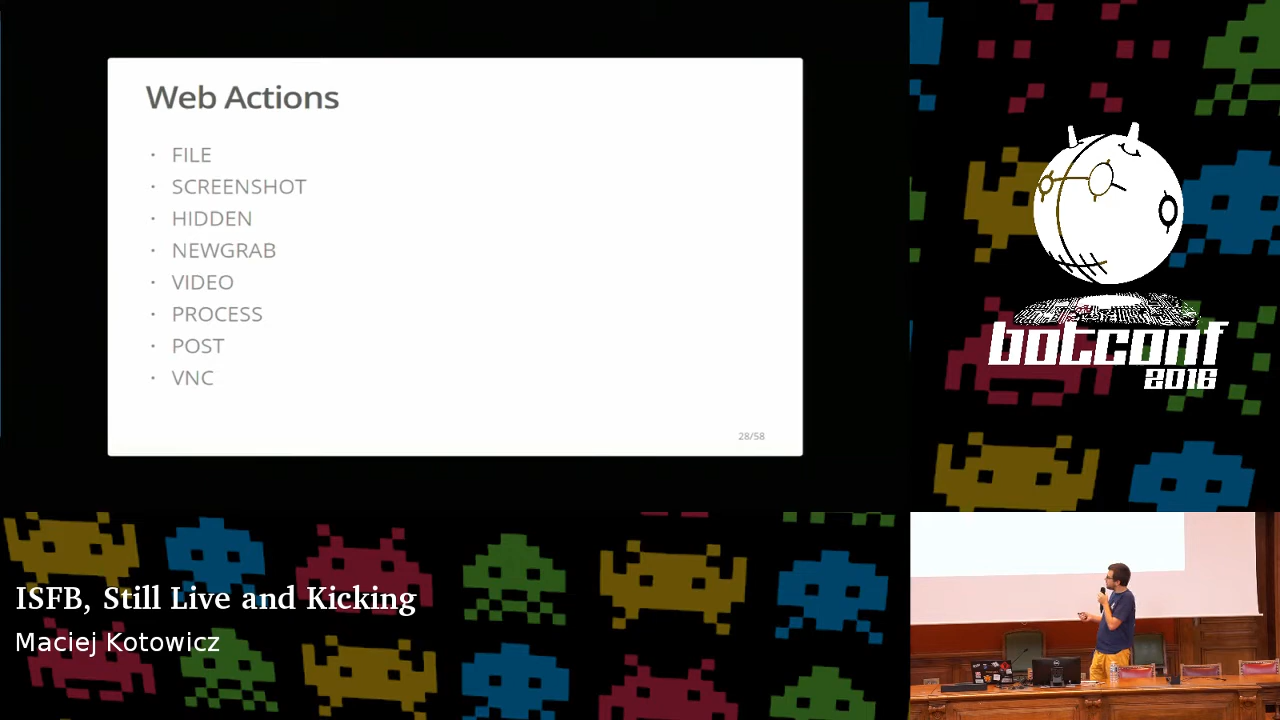 Web Actions
· FILE
· SCREENSHOT
· HIDDEN
· NEWGRAB
· VIDEO
· PROCESS
· POST
· VNC
28/58
botconf
2016
ISFB, Still Live and Kicking
Maciej Kotowicz